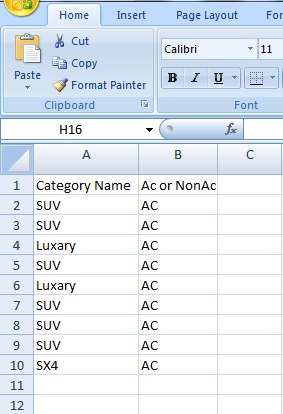 Home Insert Page Layout For
Cut
Copy
Format Painter
Paste
Clipboard
Calibri 11
B I U
Font
H16 fx
A B C
1 Category Name Ac or NonAc
2 SUV AC
3 SUV AC
4 Luxary AC
5 SUV AC
6 Luxary AC
7 SUV AC
8 SUV AC
9 SUV AC
10 SX4 AC
11
12